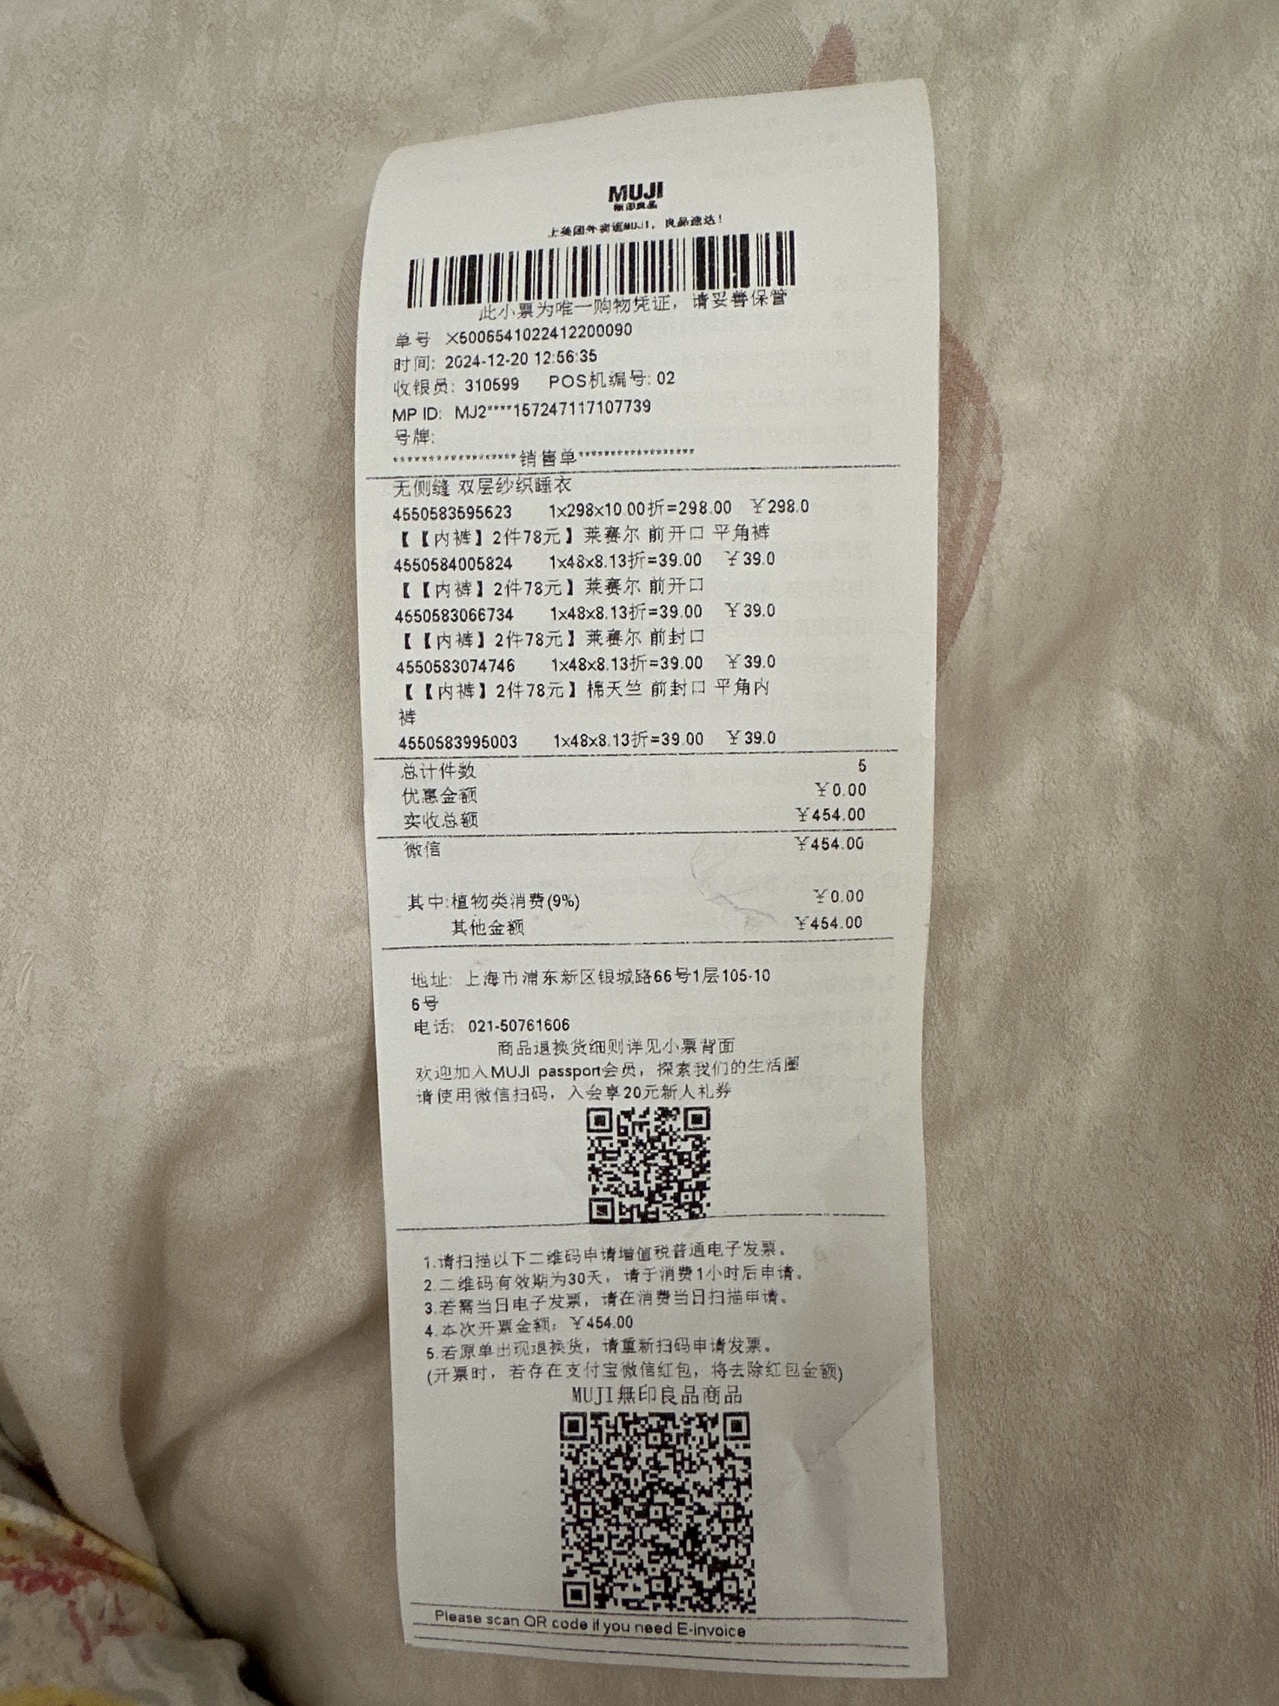 MUJI
無印良品
上美团外卖逛MUJI，良品速达！
此小票为唯一购物凭证，请妥善保管
单号 X5006541022412200090
时间: 2024-12-20 12:56:35
收银员: 310599 POS机编号: 02
MP ID: MJ2****157247117107739
号牌:
******************销售单******************
无侧缝 双层纱织睡衣
4550583595623 1x298x10.00折=298.00 ￥298.0
【【内裤】2件78元】莱赛尔 前开口 平角裤
4550584005824 1x48x8.13折=39.00 ￥39.0
【【内裤】2件78元】莱赛尔 前开口
4550583066734 1x48x8.13折=39.00 ￥39.0
【【内裤】2件78元】莱赛尔 前封口
4550583074746 1x48x8.13折=39.00 ￥39.0
【【内裤】2件78元】棉天竺 前封口 平角内
裤
4550583995003 1x48x8.13折=39.00 ￥39.0
总计件数 5
优惠金额 ￥0.00
实收总额 ￥454.00
微信 ￥454.00
其中:植物类消费(9%) ￥0.00
其他金额 ￥454.00
地址: 上海市浦东新区银城路66号1层105-10
6号
电话: 021-50761606
商品退换货细则详见小票背面
欢迎加入MUJI passport会员，探索我们的生活圈
请使用微信扫码，入会享20元新人礼券
1.请扫描以下二维码申请增值税普通电子发票。
2.二维码有效期为30天，请于消费1小时后申请。
3.若需当日电子发票，请在消费当日扫描申请。
4.本次开票金额：￥454.00
5.若原单出现退换货，请重新扫码申请发票。
(开票时，若存在支付宝微信红包，将去除红包金额)
MUJI無印良品商品
Please scan QR code if you need E-invoice